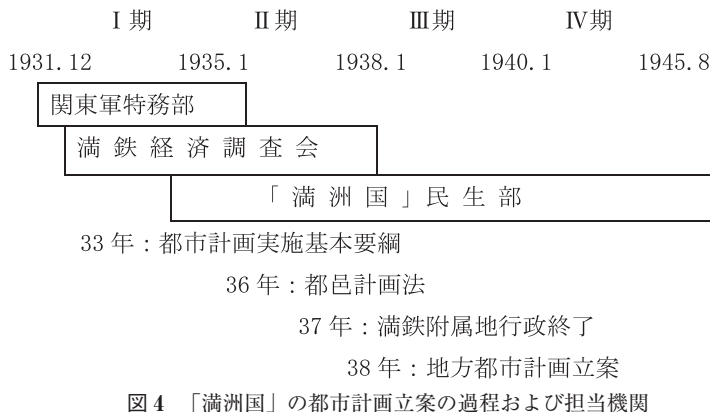 Ⅰ期 Ⅱ期 Ⅲ期 Ⅳ期
1931.12 1935.1 1938.1 1940.1 1945.8
関東軍特務部
満鉄経済調査会
「満洲国」民生部
33年：都市計画実施基本要綱
36年：都邑計画法
37年：満鉄附属地行政終了
38年：地方都市計画立案
図4 「満洲国」の都市計画立案の過程および担当機関